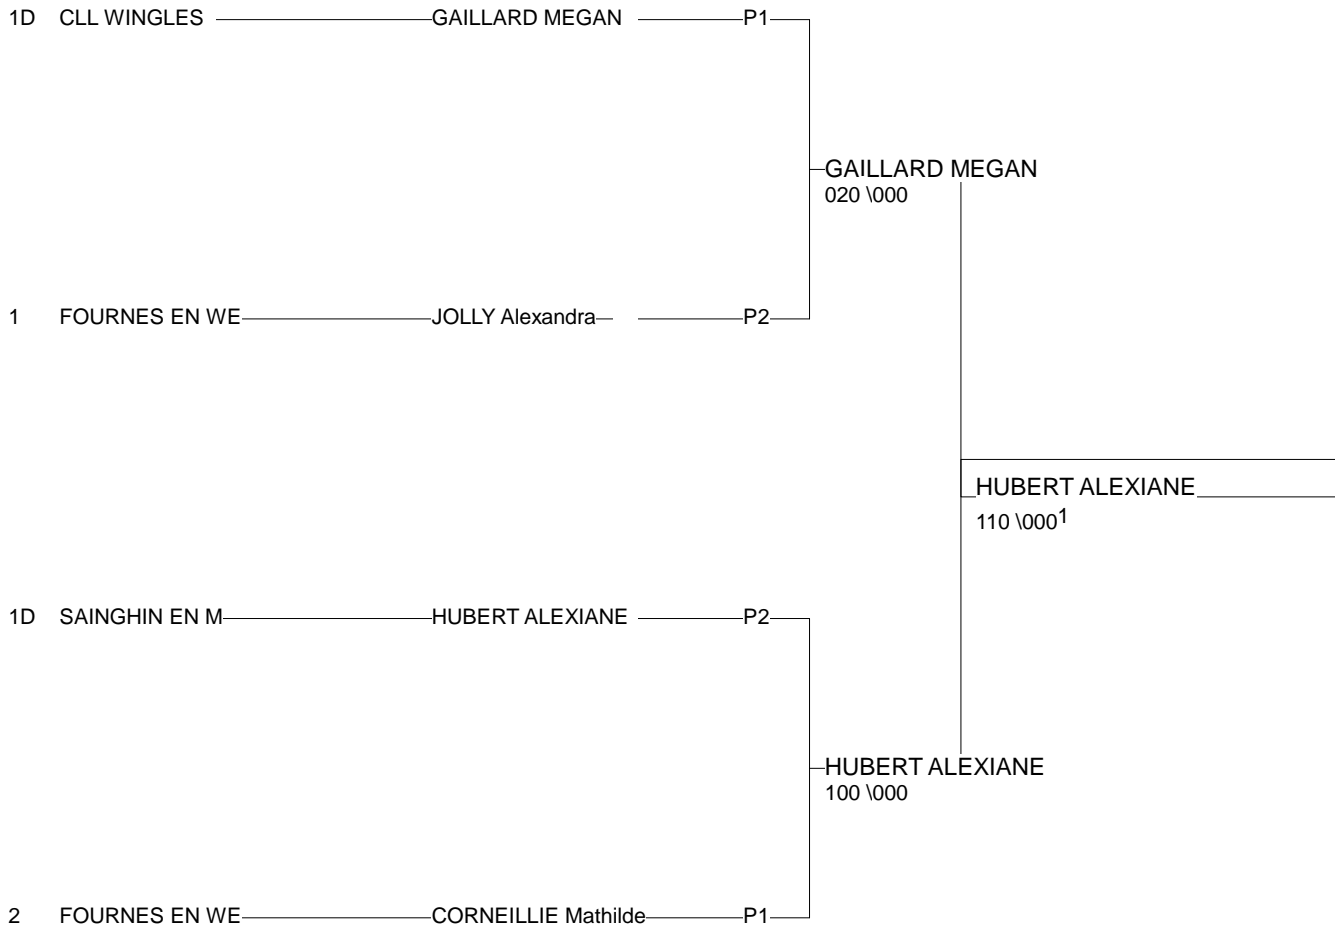 1D CLL WINGLES GAILLARD MEGAN P1
GAILLARD MEGAN
020 \000
1 FOURNES EN WE JOLLY Alexandra P2
HUBERT ALEXIANE
110 \000 1
1D SAINGHIN EN M HUBERT ALEXIANE P2
HUBERT ALEXIANE
100 \000
2 FOURNES EN WE CORNEILLIE Mathilde P1